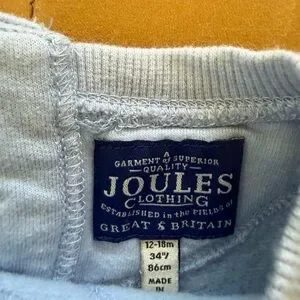 A
GARMENT of SUPERIOR
QUALITY
JOULES
CLOTHING
ESTABLISHED in the FIELDS of
GREAT & BRITAIN
12-18m
34"/
86cm
MADE
IN